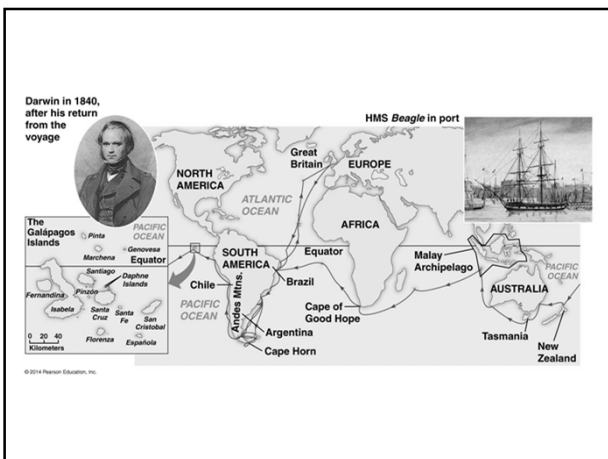 Darwin in 1840,
after his return
from the
voyage
HMS Beagle in port
Great
Britain
EUROPE
NORTH
AMERICA
ATLANTIC
OCEAN
AFRICA
The
Galápagos
Islands
PACIFIC
OCEAN
Pinta
Genovesa
Marchena
Equator
Santiago
Daphne
Islands
Pinzón
Fernandina
Isabela
Santa
Cruz
Santa
Fe
San
Cristobal
Florenza
Española
0 20 40
Kilometers
SOUTH
AMERICA
Equator
Chile
Brazil
PACIFIC
OCEAN
Andes Mtns.
Argentina
Cape Horn
Cape of
Good Hope
Malay
Archipelago
PACIFIC
OCEAN
AUSTRALIA
Tasmania
New
Zealand
© 2014 Pearson Education, Inc.